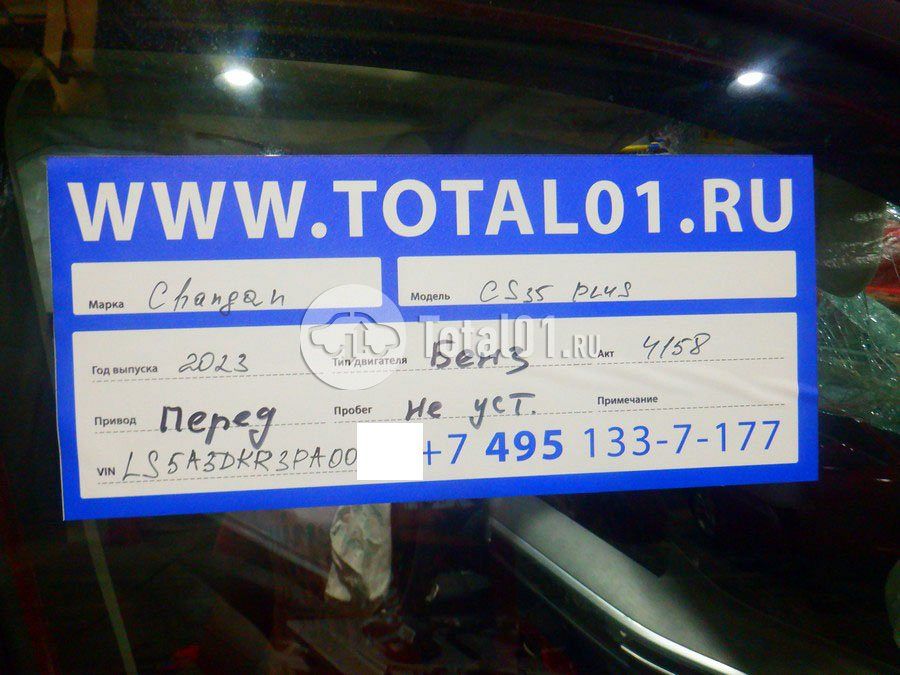 WWW.TOTAL01.RU
Марка Changan Модель CS35 PLUS
Total01.RU
Год выпуска 2023 Тип двигателя Бенз Акт 4158
Привод Перед Пробег не уст. Примечание
VIN LS5A3DKR3PA00 +7 495 133-7-177